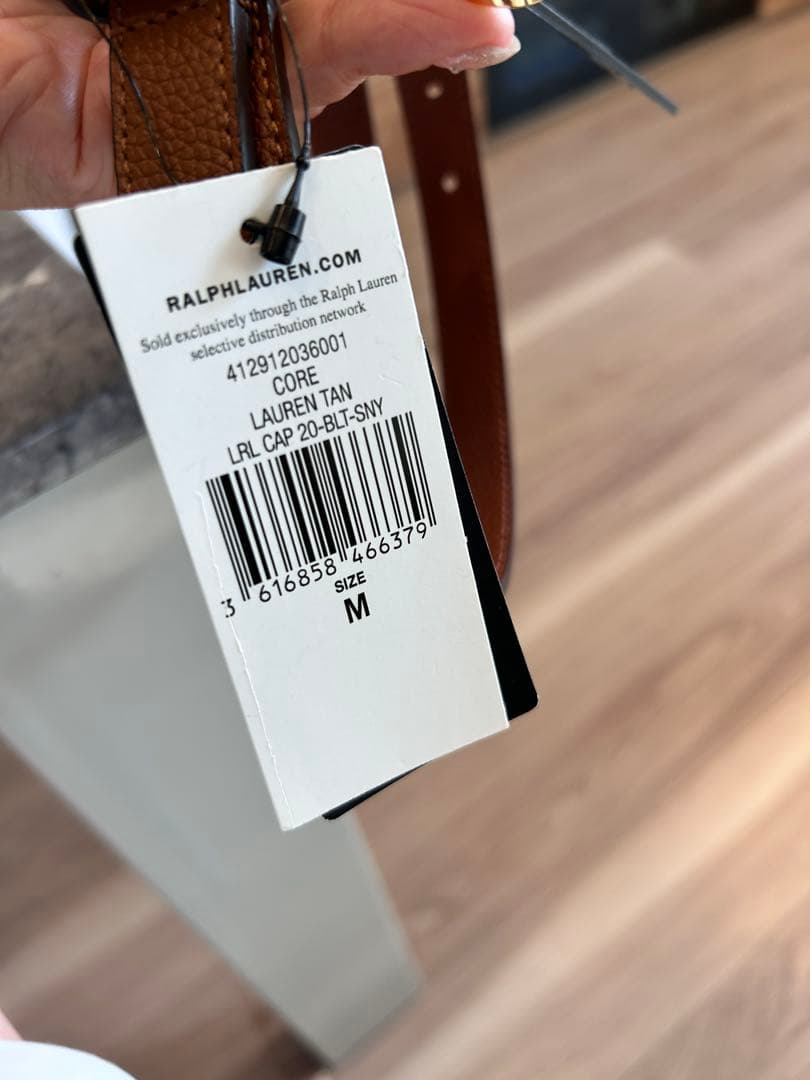 RALPHLAUREN.COM
Sold exclusively through the Ralph Lauren
selective distribution network
412912036001
CORE
LAUREN TAN
LRL CAP 20-BLT-SNY
3 616858 466379
SIZE
M